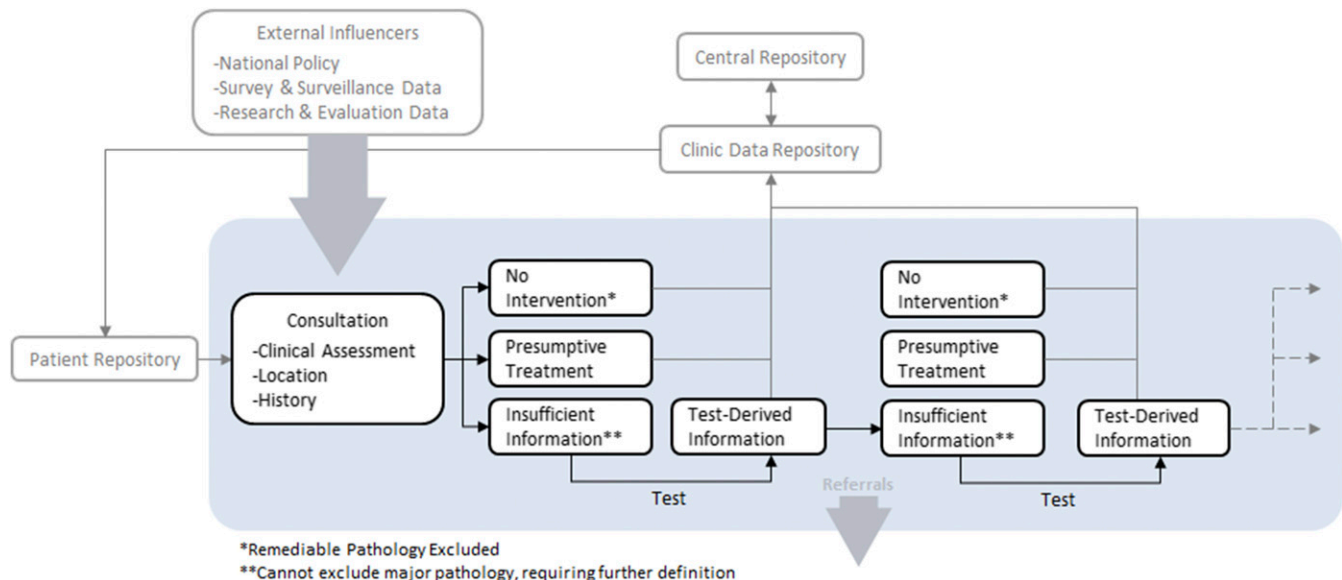 External Influencers
-National Policy
-Survey & Surveillance Data
-Research & Evaluation Data
Central Repository
Clinic Data Repository
Patient Repository
Consultation
-Clinical Assessment
-Location
-History
No
Intervention*
Presumptive
Treatment
Insufficient
Information**
Test-Derived
Information
Test
No
Intervention*
Presumptive
Treatment
Insufficient
Information**
Test-Derived
Information
Test
Referrals
*Remediable Pathology Excluded
**Cannot exclude major pathology, requiring further definition